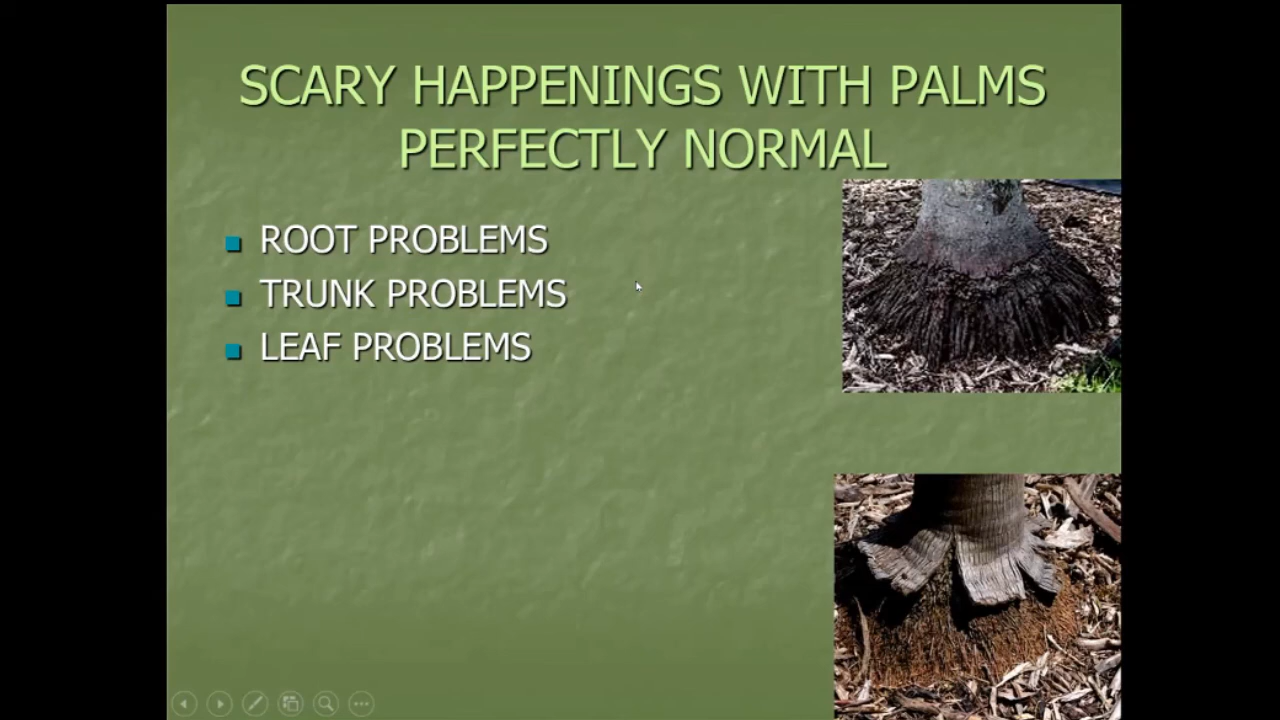 SCARY HAPPENINGS WITH PALMS
PERFECTLY NORMAL
ROOT PROBLEMS
TRUNK PROBLEMS
LEAF PROBLEMS